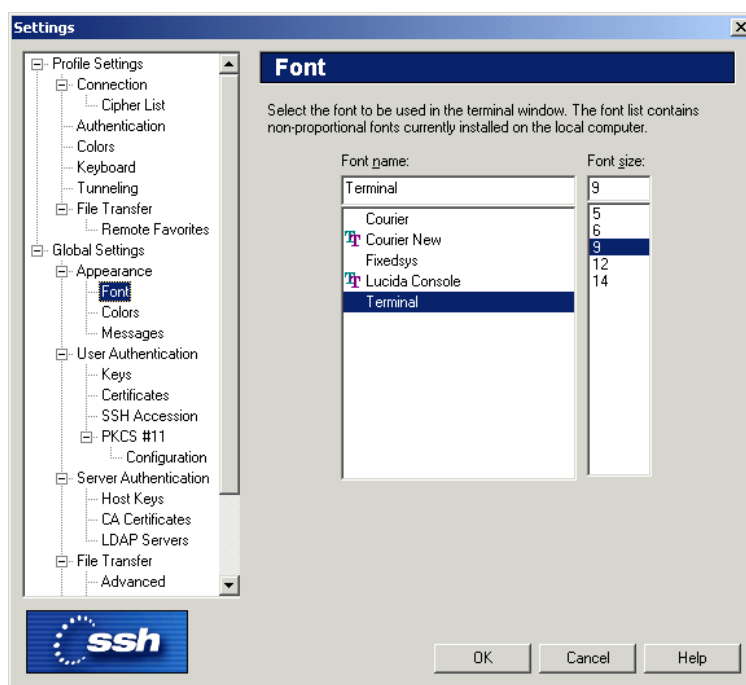 Settings
Profile Settings
Connection
Cipher List
Authentication
Colors
Keyboard
Tunneling
File Transfer
Remote Favorites
Global Settings
Appearance
Font
Colors
Messages
User Authentication
Keys
Certificates
SSH Accession
PKCS #11
Configuration
Server Authentication
Host Keys
CA Certificates
LDAP Servers
File Transfer
Advanced
ssh
Font
Select the font to be used in the terminal window. The font list contains
non-proportional fonts currently installed on the local computer.
Font name:
Terminal
Courier
Courier New
Fixedsys
Lucida Console
Terminal
Font size:
9
5
6
9
12
14
OK
Cancel
Help